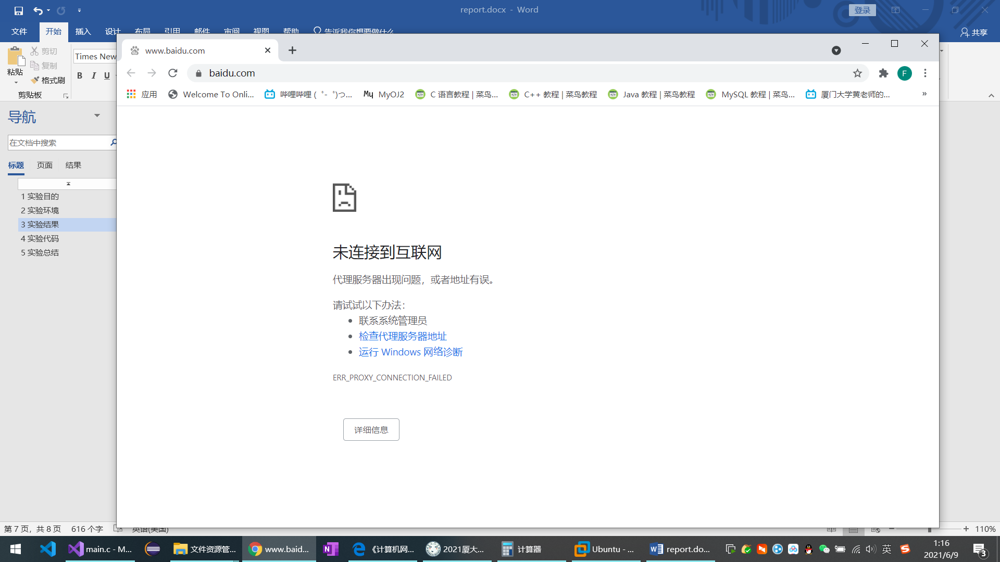 report.docx - Word
登录
文件 开始 插入 设计 布局 引用 邮件 审阅 视图 帮助 告诉我你想要做什么
共享
粘贴
剪切
复制
格式刷
剪贴板
Times New
B I U
导航
在文档中搜索
标题 页面 结果
1 实验目的
2 实验环境
3 实验结果
4 实验代码
5 实验总结
www.baidu.com
baidu.com
F
应用 Welcome To Onli... 哔哩哔哩 (゜-゜)つ... MyOJ2 C 语言教程 | 菜鸟... C++ 教程 | 菜鸟教程 Java 教程 | 菜鸟教程 MySQL 教程 | 菜鸟... 厦门大学黄老师的... »
未连接到互联网
代理服务器出现问题，或者地址有误。
请试试以下办法：
联系系统管理员
检查代理服务器地址
运行 Windows 网络诊断
ERR_PROXY_CONNECTION_FAILED
详细信息
第 7 页，共 8 页 616 个字 英语(美国) 110%
main.c - M... 文件资源管... www.baid... 《计算机网... 2021厦大... 计算器 Ubuntu - ... report.do... 英
1:16
2021/6/9
3